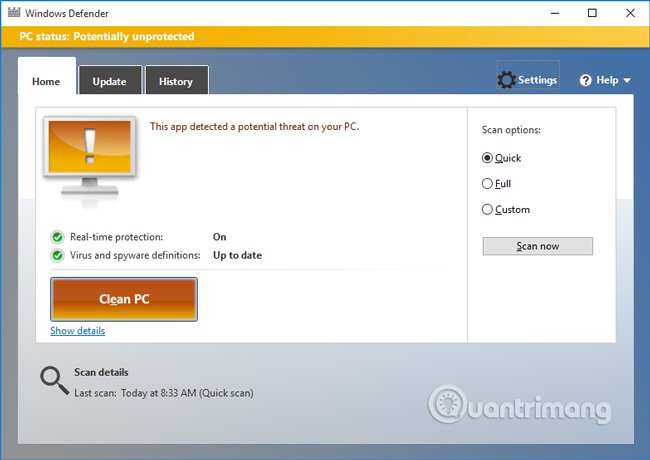 Windows Defender
PC status: Potentially unprotected
Home
Update
History
Settings
Help
This app detected a potential threat on your PC.
Real-time protection: On
Virus and spyware definitions: Up to date
Clean PC
Show details
Scan options:
Quick
Full
Custom
Scan now
Scan details
Last scan: Today at 8:33 AM (Quick scan)
Quantrimang